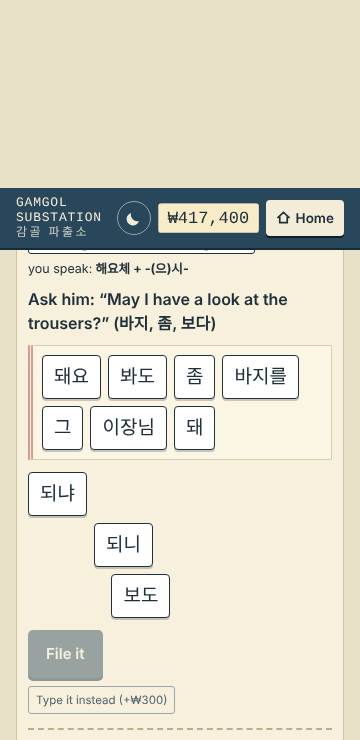 GAMGOL
SUBSTATION
감골 파출소
₩417,400
Home
you speak: 해요체 + -(으)시-
Ask him: “May I have a look at the
trousers?” (바지, 좀, 보다)
돼요 봐도 좀 바지를
그 이장님 돼
되냐
되니
보도
File it
Type it instead (+₩300)